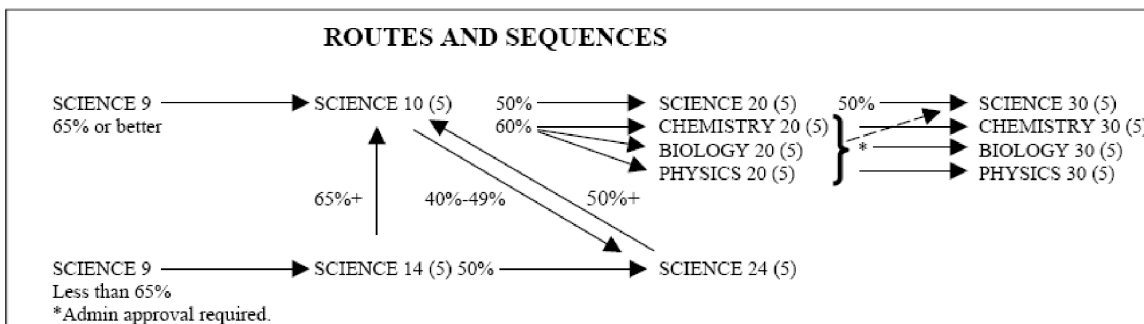 ROUTES AND SEQUENCES
SCIENCE 9 SCIENCE 10 (5) 50% SCIENCE 20 (5) 50% SCIENCE 30 (5)
65% or better 60% CHEMISTRY 20 (5) CHEMISTRY 30 (5)
BIOLOGY 20 (5) * BIOLOGY 30 (5)
PHYSICS 20 (5) PHYSICS 30 (5)
65%+ 40%-49% 50%+
SCIENCE 9 SCIENCE 14 (5) 50% SCIENCE 24 (5)
Less than 65%
*Admin approval required.